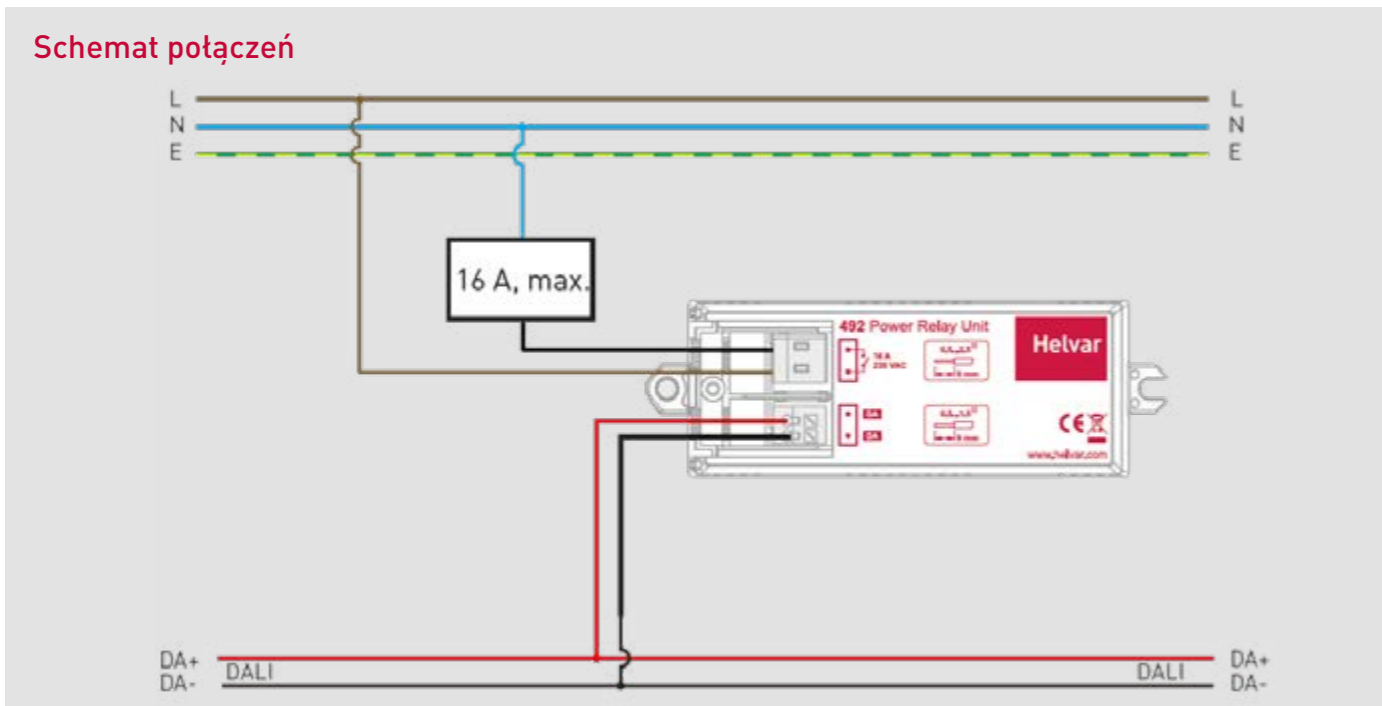 Schemat połączeń
L
L
N
N
E
E
16 A, max.
492 Power Relay Unit
Helvar
16 A
230 VAC
DA
DA
CE
www.helvar.com
DA+
DALI
DALI
DA+
DA-
DA-